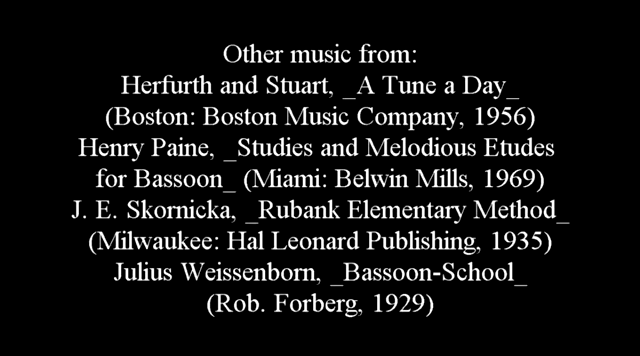 Other music from:
Herfurth and Stuart, _A Tune a Day_
(Boston: Boston Music Company, 1956)
Henry Paine, _Studies and Melodious Etudes
for Bassoon_ (Miami: Belwin Mills, 1969)
J. E. Skornicka, _Rubank Elementary Method_
(Milwaukee: Hal Leonard Publishing, 1935)
Julius Weissenborn, _Bassoon-School_
(Rob. Forberg, 1929)